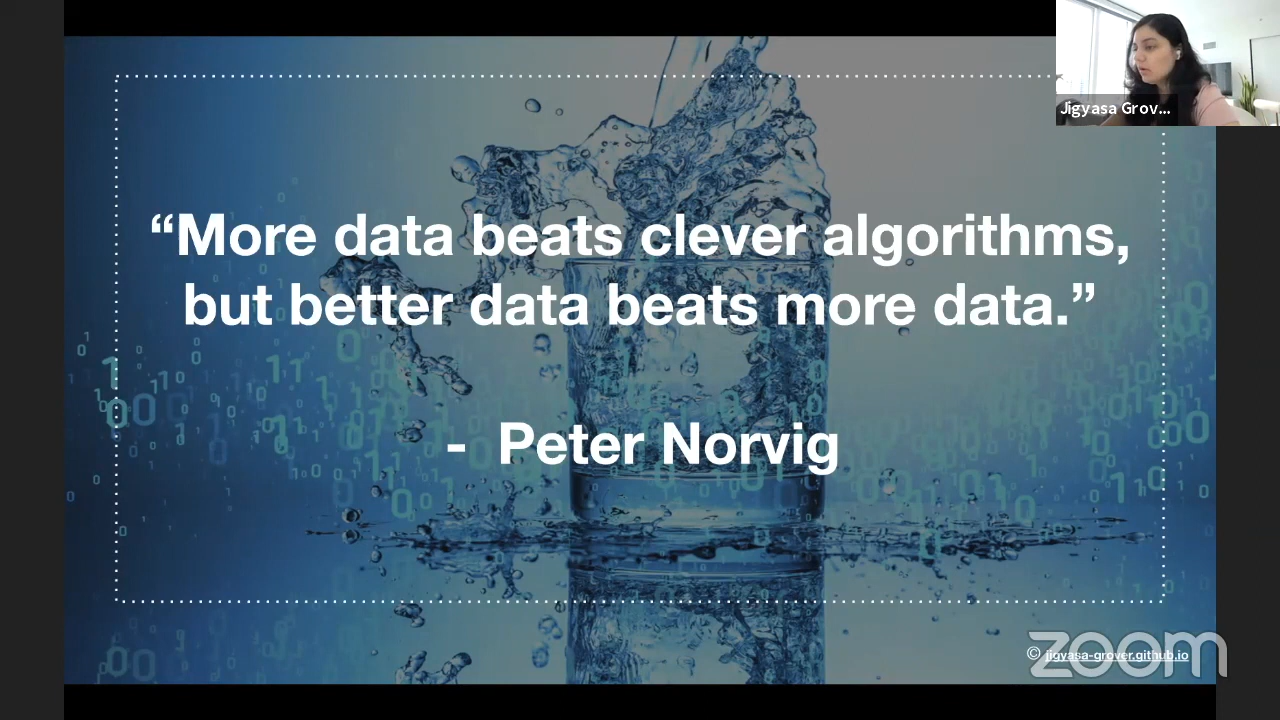 Jigyasa Grov...
“More data beats clever algorithms,
but better data beats more data.”
- Peter Norvig
© jigyasa-grover.github.io
zoom